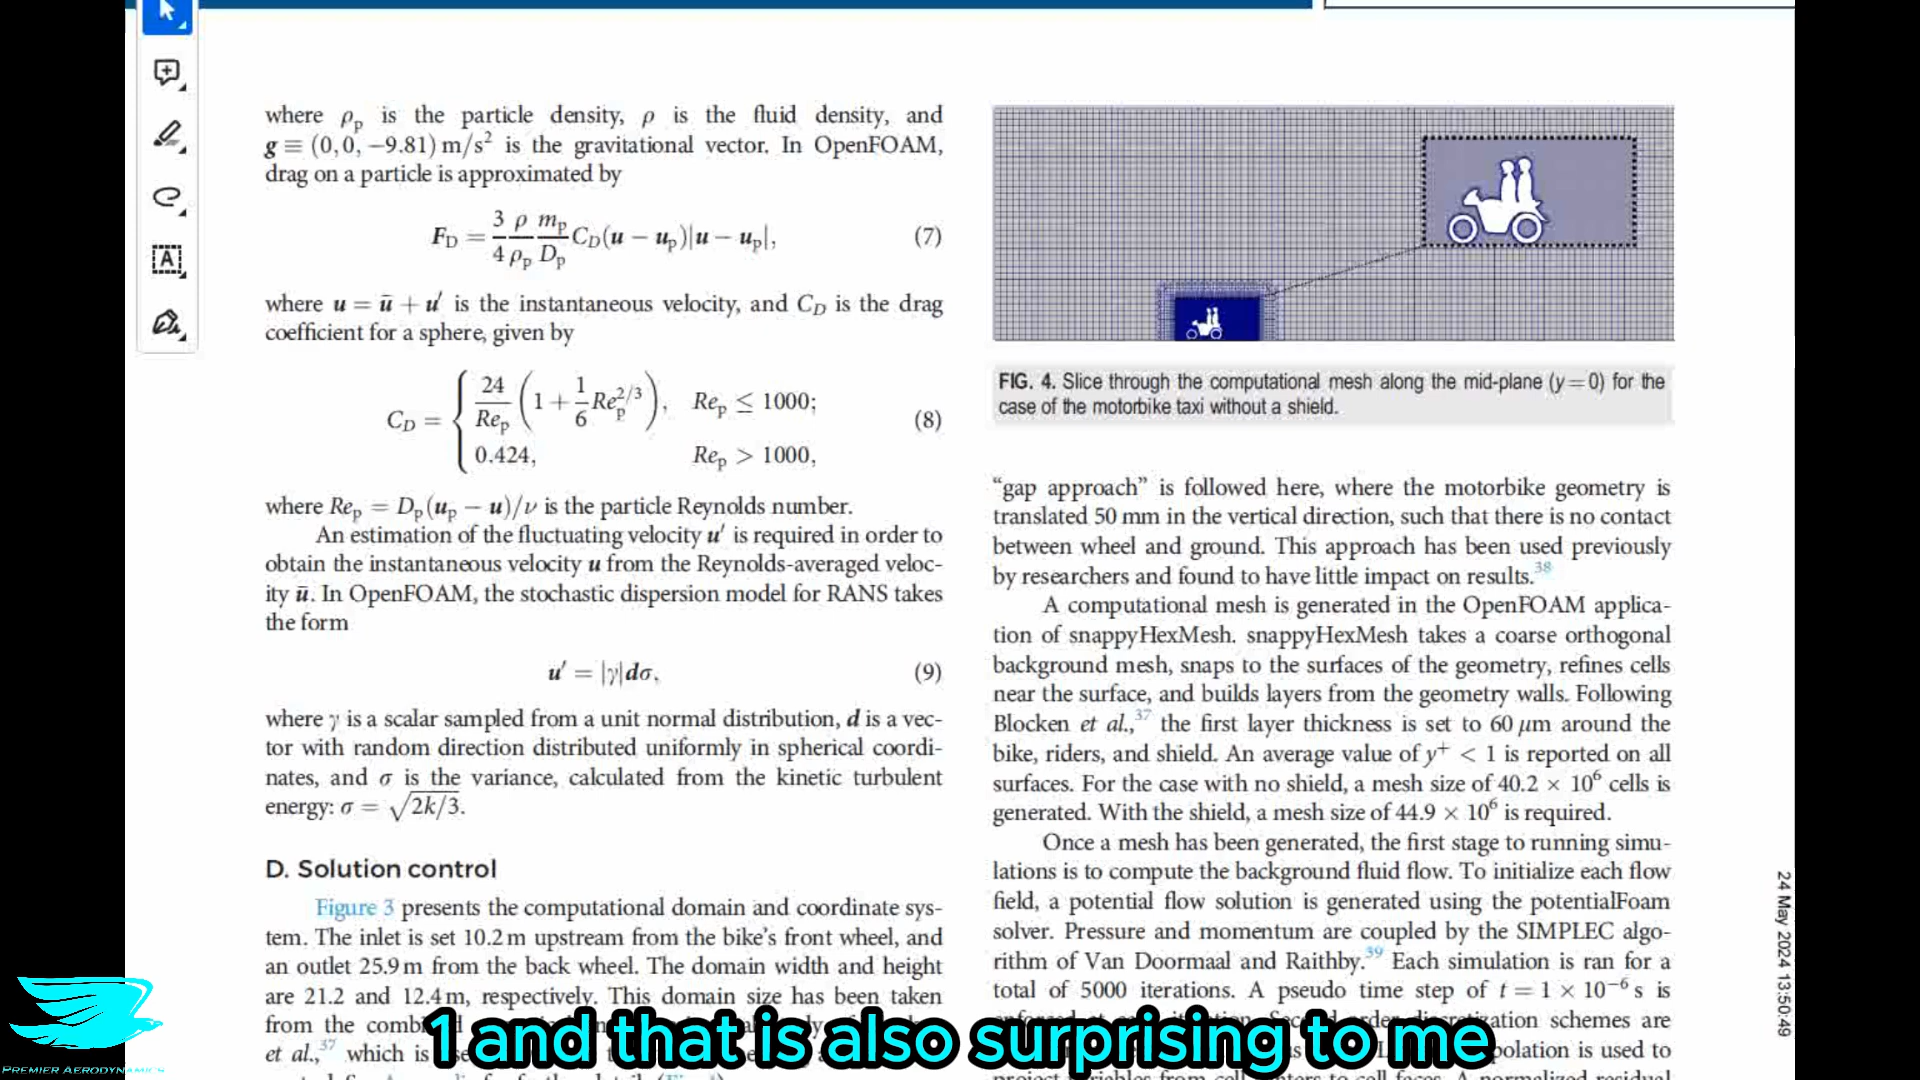 where ρp is the particle density, ρ is the fluid density, and
g ≡ (0, 0, −9.81) m/s² is the gravitational vector. In OpenFOAM,
drag on a particle is approximated by
FD = 3/4 ρ/ρp mp/Dp CD(u − up)|u − up|, (7)
where u = ū + u′ is the instantaneous velocity, and CD is the drag
coefficient for a sphere, given by
CD = { 24/Rep (1 + 1/6 Rep^2/3), Rep ≤ 1000;
0.424, Rep > 1000, (8)
where Rep = Dp(up − u)/ν is the particle Reynolds number.
An estimation of the fluctuating velocity u′ is required in order to
obtain the instantaneous velocity u from the Reynolds-averaged veloc-
ity ū. In OpenFOAM, the stochastic dispersion model for RANS takes
the form
u′ = |γ|dσ, (9)
where γ is a scalar sampled from a unit normal distribution, d is a vec-
tor with random direction distributed uniformly in spherical coordi-
nates, and σ is the variance, calculated from the kinetic turbulent
energy: σ = √2k/3.
D. Solution control
Figure 3 presents the computational domain and coordinate sys-
tem. The inlet is set 10.2 m upstream from the bike's front wheel, and
an outlet 25.9 m from the back wheel. The domain width and height
are 21.2 and 12.4 m, respectively. This domain size has been taken
from the
et al.,37 which is
FIG. 4. Slice through the computational mesh along the mid-plane (y = 0) for the
case of the motorbike taxi without a shield.
"gap approach" is followed here, where the motorbike geometry is
translated 50 mm in the vertical direction, such that there is no contact
between wheel and ground. This approach has been used previously
by researchers and found to have little impact on results.38
A computational mesh is generated in the OpenFOAM applica-
tion of snappyHexMesh. snappyHexMesh takes a coarse orthogonal
background mesh, snaps to the surfaces of the geometry, refines cells
near the surface, and builds layers from the geometry walls. Following
Blocken et al.,37 the first layer thickness is set to 60 μm around the
bike, riders, and shield. An average value of y+ < 1 is reported on all
surfaces. For the case with no shield, a mesh size of 40.2 × 10⁶ cells is
generated. With the shield, a mesh size of 44.9 × 10⁶ is required.
Once a mesh has been generated, the first stage to running simu-
lations is to compute the background fluid flow. To initialize each flow
field, a potential flow solution is generated using the potentialFoam
solver. Pressure and momentum are coupled by the SIMPLEC algo-
rithm of Van Doormaal and Raithby.39 Each simulation is ran for a
total of 5000 iterations. A pseudo time step of t = 1 × 10⁻⁶ s is
schemes are
is used to
24 May 2024 13:50:49
1 and that is also surprising to me
PREMIER AERODYNAMICS